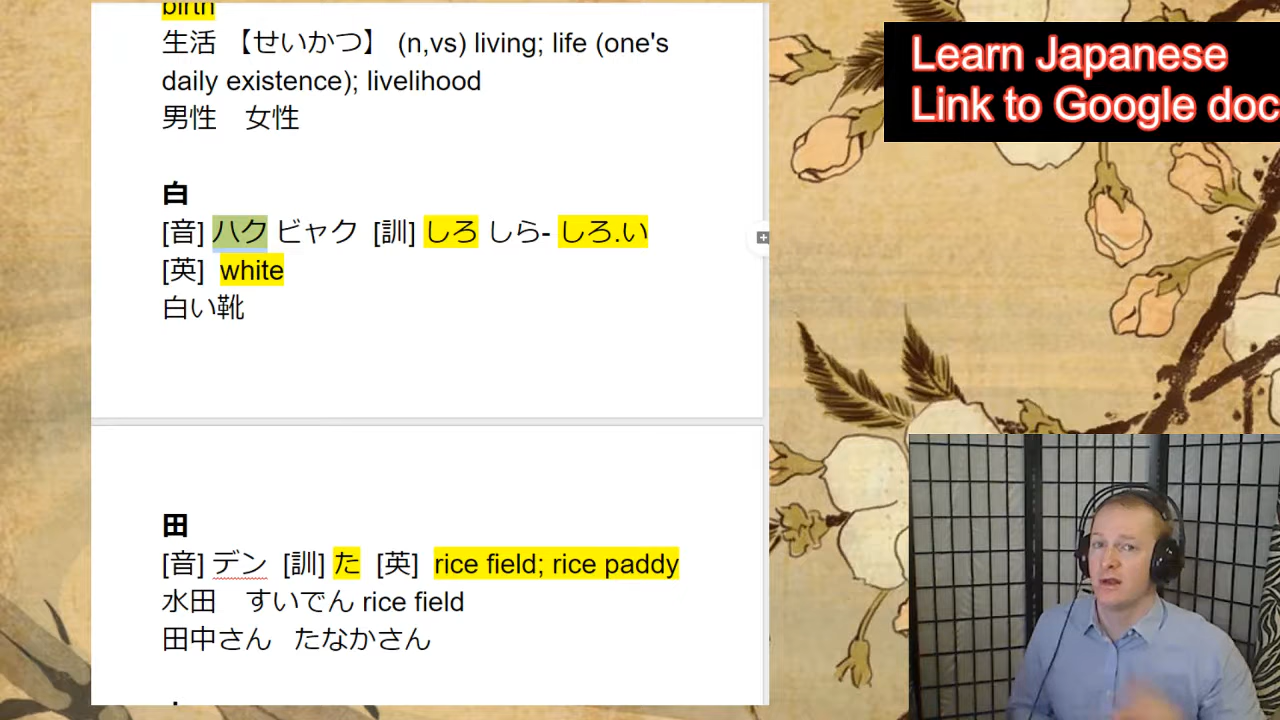 birth
生活 【せいかつ】 (n,vs) living; life (one's
daily existence); livelihood
男性　女性
白
[音] ハク ビャク [訓] しろ しら- しろ.い
[英] white
白い靴
田
[音] デン [訓] た [英] rice field; rice paddy
水田　すいでん rice field
田中さん　たなかさん
Learn Japanese
Link to Google doc